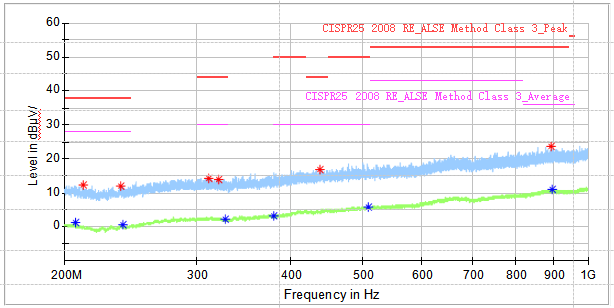 60
CISPR25 2008 RE_ALSE Method Class 3_Peak
50
40
CISPR25 2008 RE_ALSE Method Class 3_Average
30
20
10
0
Level in dBµV/
200M 300 400 500 600 700 800 900 1G
Frequency in Hz